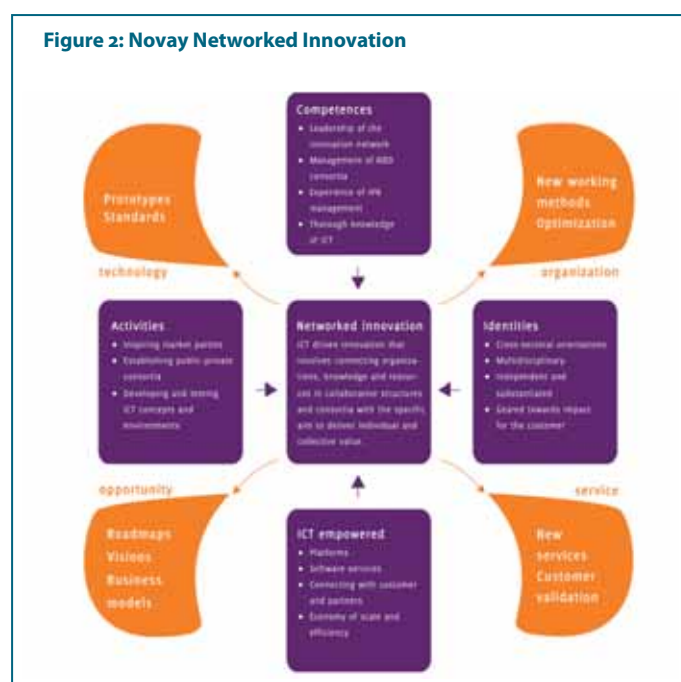 Figure 2: Novay Networked Innovation
Competences
• Leadership of the
innovation network
• Management of R&D
consortia
• Experience of IPR
management
• Thorough knowledge
of ICT
Prototypes
Standards
technology
New working
methods
Optimization
organization
Activities
• Inspiring market parties
• Establishing public-private
consortia
• Developing and testing
ICT concepts and
environments
Networked innovation
ICT driven innovation that
involves connecting organiza-
tions, knowledge and resour-
ces in collaborative structures
and consortia with the specific
aim to deliver individual and
collective value.
Identities
• Cross-sectoral orientations
• Multidisciplinary
• Independent and
substantiated
• Geared towards impact
for the customer
opportunity
Roadmaps
Visions
Business
models
ICT empowered
• Platforms
• Software services
• Connecting with customer
and partners
• Economy of scale and
efficiency
service
New
services
Customer
validation